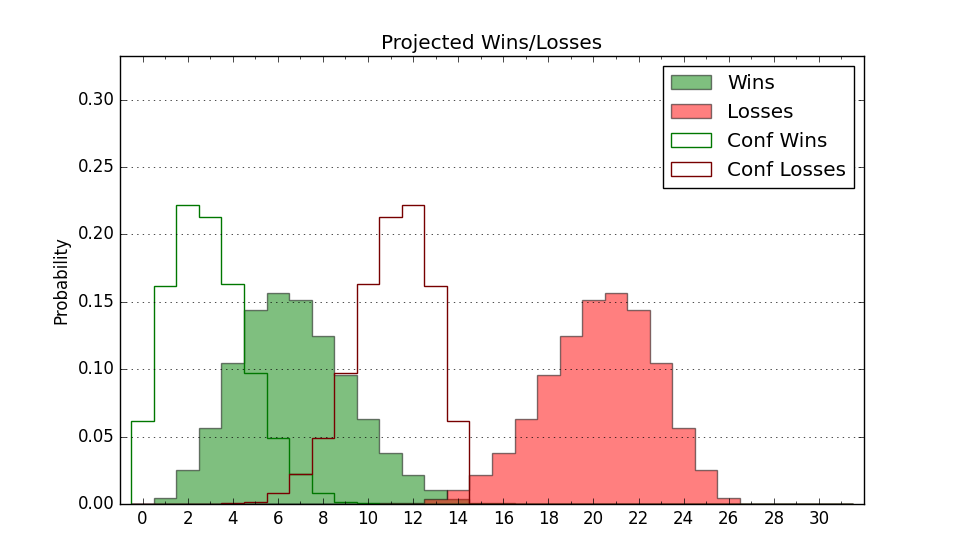 Projected Wins/Losses
Wins
Losses
Conf Wins
Conf Losses
Probability
0.30
0.25
0.20
0.15
0.10
0.05
0.00
0 2 4 6 8 10 12 14 16 18 20 22 24 26 28 30